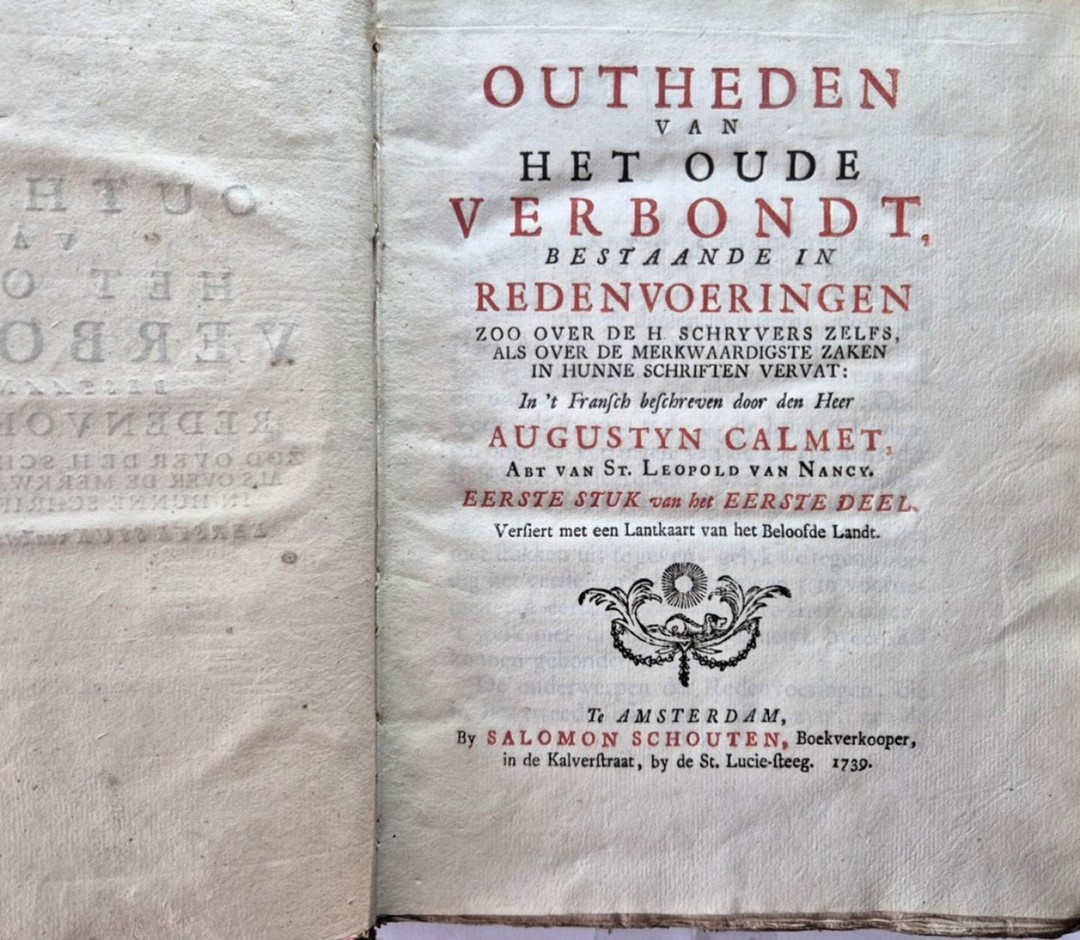 OUTHEDEN
VAN
HET OUDE
VERBONDT,
BESTAANDE IN
REDENVOERINGEN
ZOO OVER DE H. SCHRYVERS ZELFS,
ALS OVER DE MERKWAARDIGSTE ZAKEN
IN HUNNE SCHRIFTEN VERVAT:
In 't Franſch beſchreven door den Heer
AUGUSTYN CALMET,
ABT VAN ST. LEOPOLD VAN NANCY.
EERSTE STUK van het EERSTE DEEL.
Verſiert met een Lantkaart van het Beloofde Landt.
Te AMSTERDAM,
By SALOMON SCHOUTEN, Boekverkooper,
in de Kalverſtraat, by de St. Lucie-ſteeg. 1739.